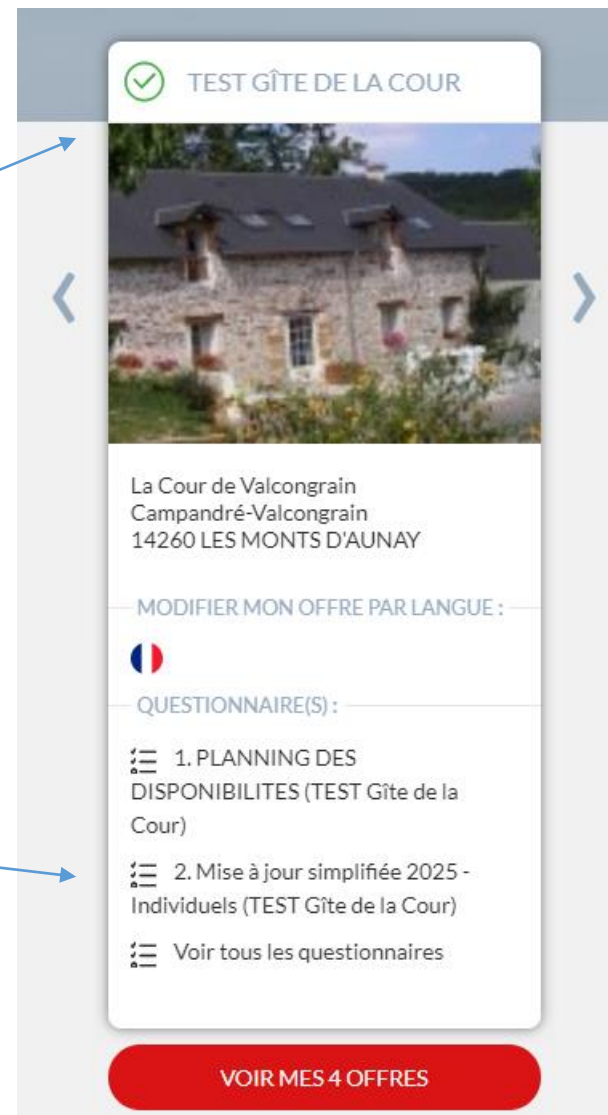 TEST GÎTE DE LA COUR
La Cour de Valcongrain
Campandré-Valcongrain
14260 LES MONTS D'AUNAY
MODIFIER MON OFFRE PAR LANGUE :
QUESTIONNAIRE(S) :
1. PLANNING DES
DISPONIBILITES (TEST Gîte de la
Cour)
2. Mise à jour simplifiée 2025 -
Individuels (TEST Gîte de la Cour)
Voir tous les questionnaires
VOIR MES 4 OFFRES